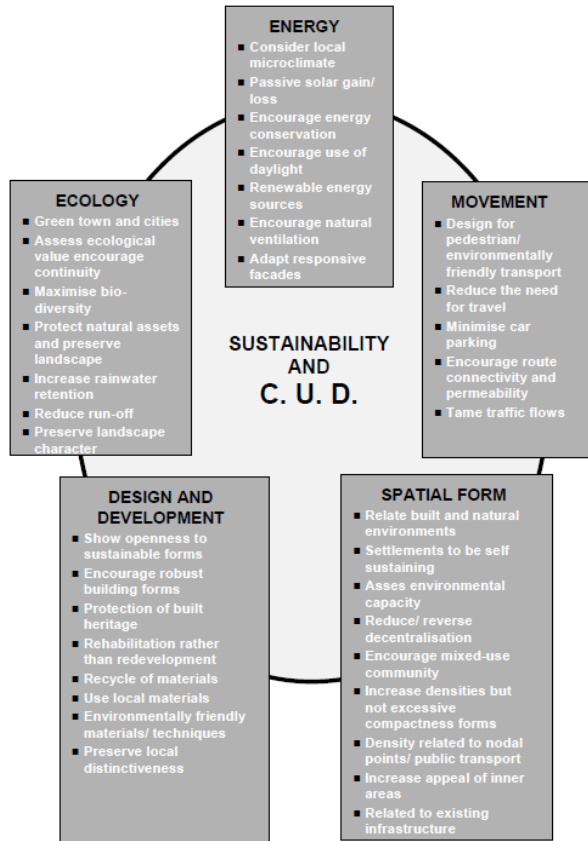 ENERGY
■ Consider local
microclimate
■ Passive solar gain/
loss
■ Encourage energy
conservation
■ Encourage use of
daylight
■ Renewable energy
sources
■ Encourage natural
ventilation
■ Adapt responsive
facades
ECOLOGY
■ Green town and cities
■ Assess ecological
value encourage
continuity
■ Maximise bio-
diversity
■ Protect natural assets
and preserve
landscape
■ Increase rainwater
retention
■ Reduce run-off
■ Preserve landscape
character
MOVEMENT
■ Design for
pedestrian/
environmentally
friendly transport
■ Reduce the need
for travel
■ Minimise car
parking
■ Encourage route
connectivity and
permeability
■ Tame traffic flows
SUSTAINABILITY
AND
C. U. D.
DESIGN AND
DEVELOPMENT
■ Show openness to
sustainable forms
■ Encourage robust
building forms
■ Protection of built
heritage
■ Rehabilitation rather
than redevelopment
■ Recycle of materials
■ Use local materials
■ Environmentally friendly
materials/ techniques
■ Preserve local
distinctiveness
SPATIAL FORM
■ Relate built and natural
environments
■ Settlements to be self
sustaining
■ Asses environmental
capacity
■ Reduce/ reverse
decentralisation
■ Encourage mixed-use
community
■ Increase densities but
not excessive
compactness forms
■ Density related to nodal
points/ public transport
■ Increase appeal of inner
areas
■ Related to existing
infrastructure